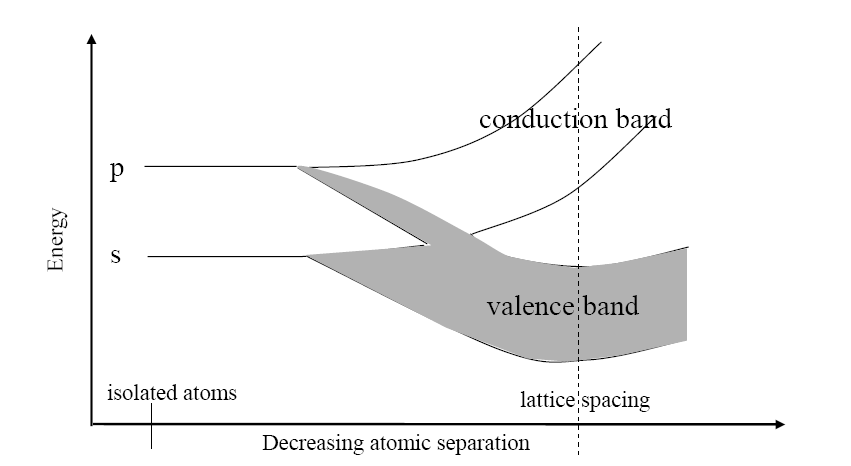 conduction band
p
Energy
s
valence band
isolated atoms
lattice spacing
Decreasing atomic separation